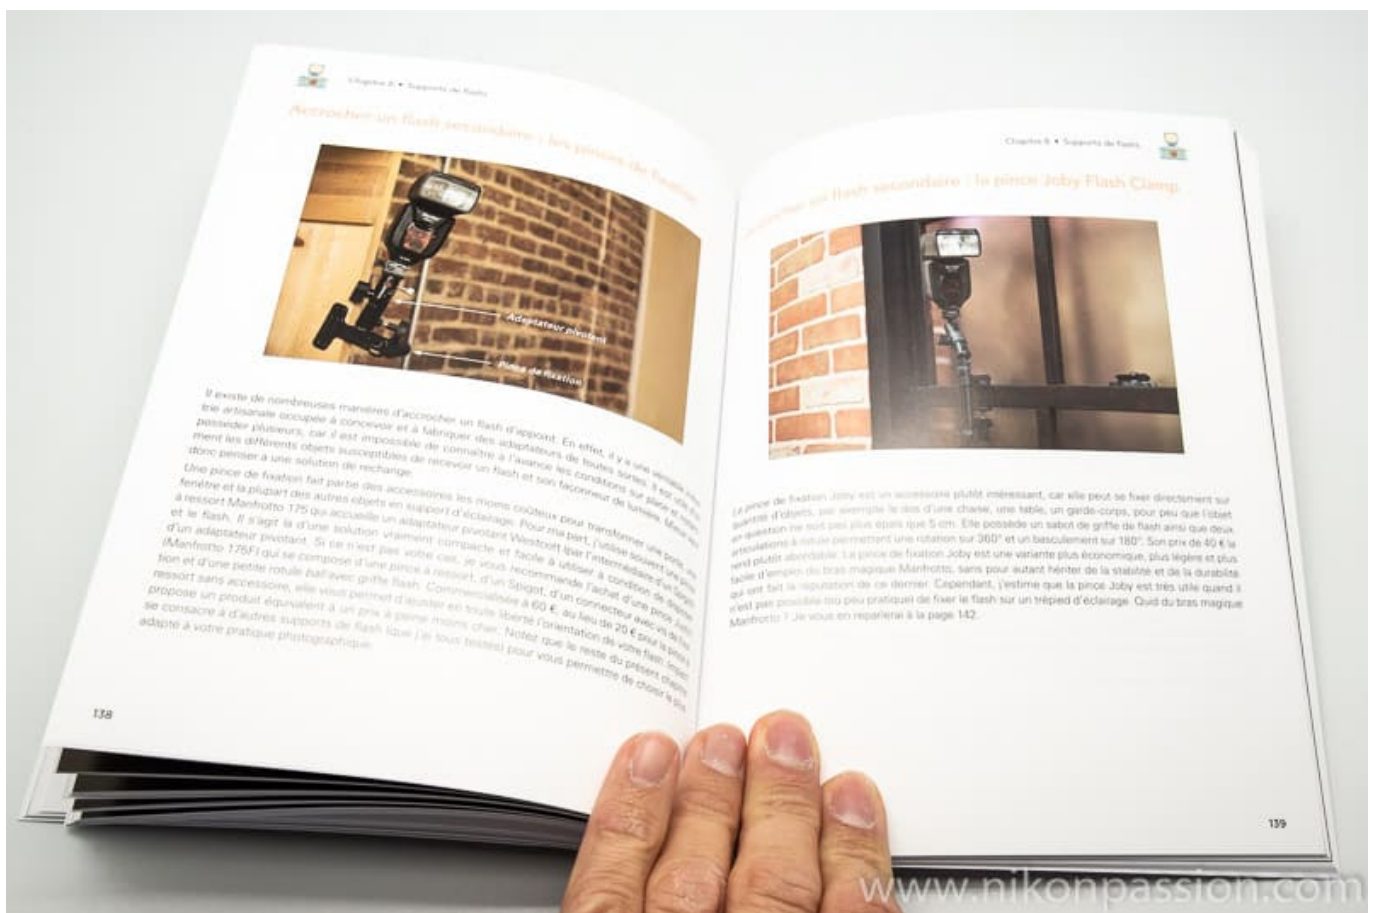 Chapitre 8 • Supports de flashs
Accrocher un flash secondaire : les pinces de fixation
Adaptateur pivotant
Pince de fixation
Il existe de nombreuses manières d'accrocher un flash d'appoint. En effet, il y a une véritable
trie artisanale occupée à concevoir et à fabriquer des adaptateurs de toutes sortes. Il est utile d'en
posséder plusieurs, car il est impossible de connaître à l'avance les conditions sur place et
ment les différents objets susceptibles de recevoir un flash et son façonneur de lumière. Mieux vaut
donc penser à une solution de rechange.
Une pince de fixation fait partie des accessoires les moins coûteux pour transformer une porte, une
fenêtre et la plupart des autres objets en support d'éclairage. Pour ma part, j'utilise souvent une pince
à ressort Manfrotto 175 qui accueille un adaptateur pivotant Westcott (par l'intermédiaire d'un Spigot)
et le flash. Il s'agit là d'une solution vraiment compacte et facile à utiliser à condition de disposer
d'un adaptateur pivotant. Si ce n'est pas votre cas, je vous recommande l'achat d'une pince Justin
(Manfrotto 175F) qui se compose d'une pince à ressort, d'un Spigot, d'un connecteur avec vis de
tion et d'une petite rotule ball avec griffe flash. Commercialisée à 60 €, au lieu de 20 € pour la pince à
ressort sans accessoire, elle vous permet d'ajuster en toute liberté l'orientation de votre flash.
propose un produit équivalent à un prix à peine moins cher. Notez que le reste du présent chapitre
se consacre à d'autres supports de flash (que j'ai tous testés) pour vous permettre de choisir le plus
adapté à votre pratique photographique.
138
Chapitre 8 • Supports de flashs
Accrocher un flash secondaire : la pince Joby Flash Clamp
La pince de fixation Joby est un accessoire plutôt intéressant, car elle peut se fixer directement sur
quantité d'objets, par exemple le dos d'une chaise, une table, un garde-corps, pour peu que l'objet
en question ne soit pas plus épais que 5 cm. Elle possède un sabot de griffe de flash ainsi que deux
articulations à rotule permettant une rotation sur 360° et un basculement sur 180°. Son prix de 40 € la
rend plutôt abordable. La pince de fixation Joby est une variante plus économique, plus légère et plus
facile d'emploi du bras magique Manfrotto, sans pour autant hériter de la stabilité et de la durabilité
qui ont fait la réputation de ce dernier. Cependant, j'estime que la pince Joby est très utile quand il
n'est pas possible (ou peu pratique) de fixer le flash sur un trépied d'éclairage. Quid du bras magique
Manfrotto ? Je vous en reparlerai à la page 142.
139
www.nikonpassion.com